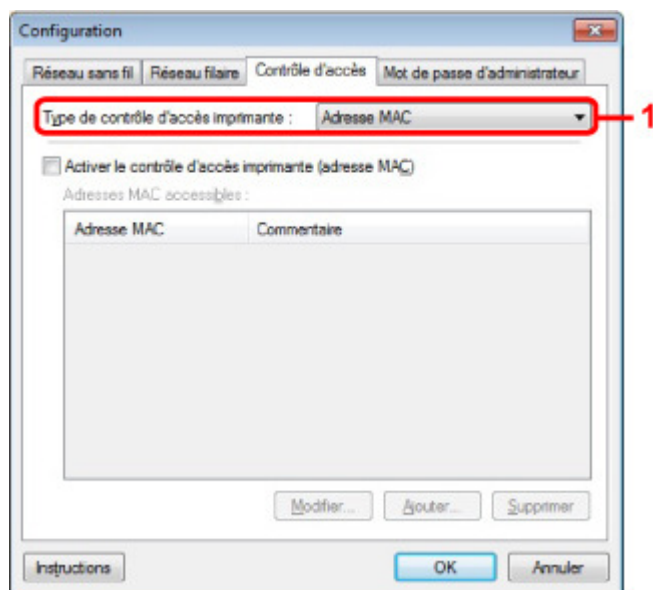 Configuration
Réseau sans fil Réseau filaire Contrôle d'accès Mot de passe d'administrateur
Type de contrôle d'accès imprimante : Adresse MAC 1
Activer le contrôle d'accès imprimante (adresse MAC)
Adresses MAC accessibles :
Adresse MAC Commentaire
Modifier... Ajouter... Supprimer
Instructions OK Annuler